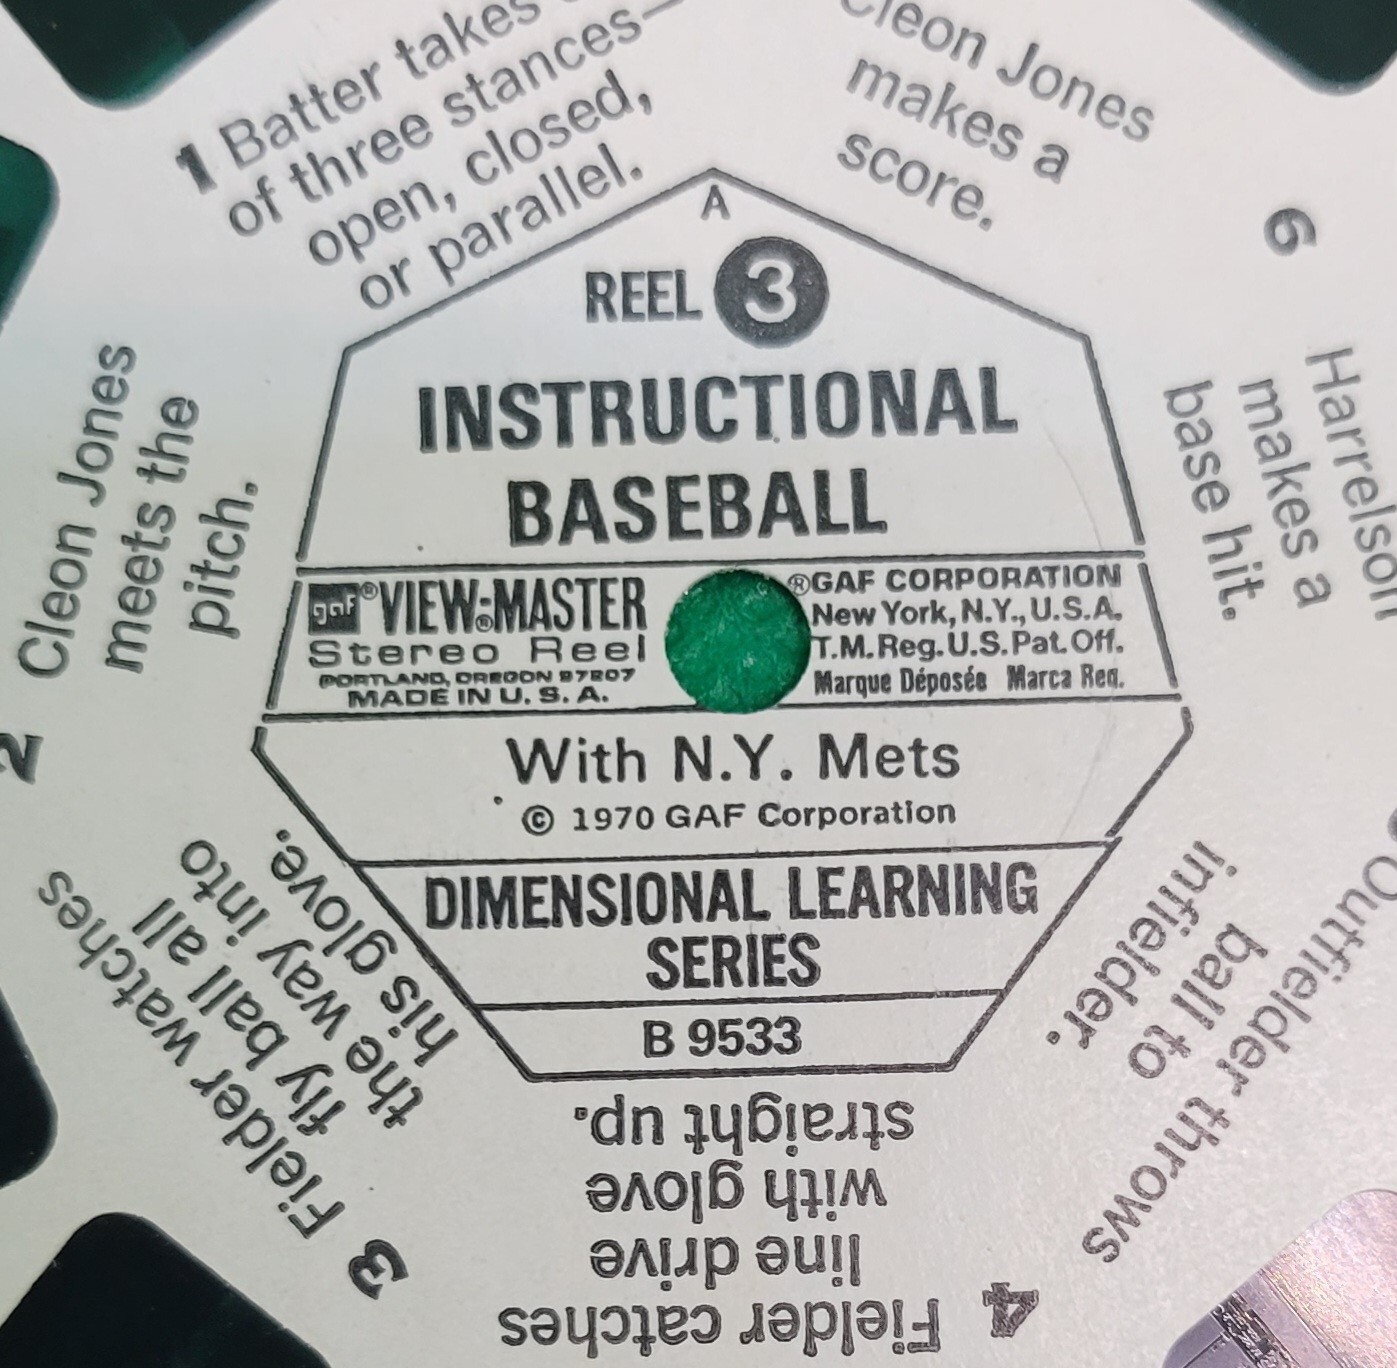 A
REEL 3
INSTRUCTIONAL
BASEBALL
gaf® VIEW-MASTER®
Stereo Reel
PORTLAND, OREGON 97207
MADE IN U. S. A.
®GAF CORPORATION
New York, N.Y., U.S.A.
T.M. Reg. U.S. Pat. Off.
Marque Déposée Marca Reg.
With N.Y. Mets
© 1970 GAF Corporation
DIMENSIONAL LEARNING
SERIES
B 9533
1 Batter takes
of three stances—
open, closed,
or parallel.
2 Cleon Jones
meets the
pitch.
3 Fielder watches
fly ball all
the way into
his glove.
4 Fielder catches
line drive
with glove
straight up.
Outfielder throws
ball to
infielder.
6 Harrelson
makes a
base hit.
Cleon Jones
makes a
score.